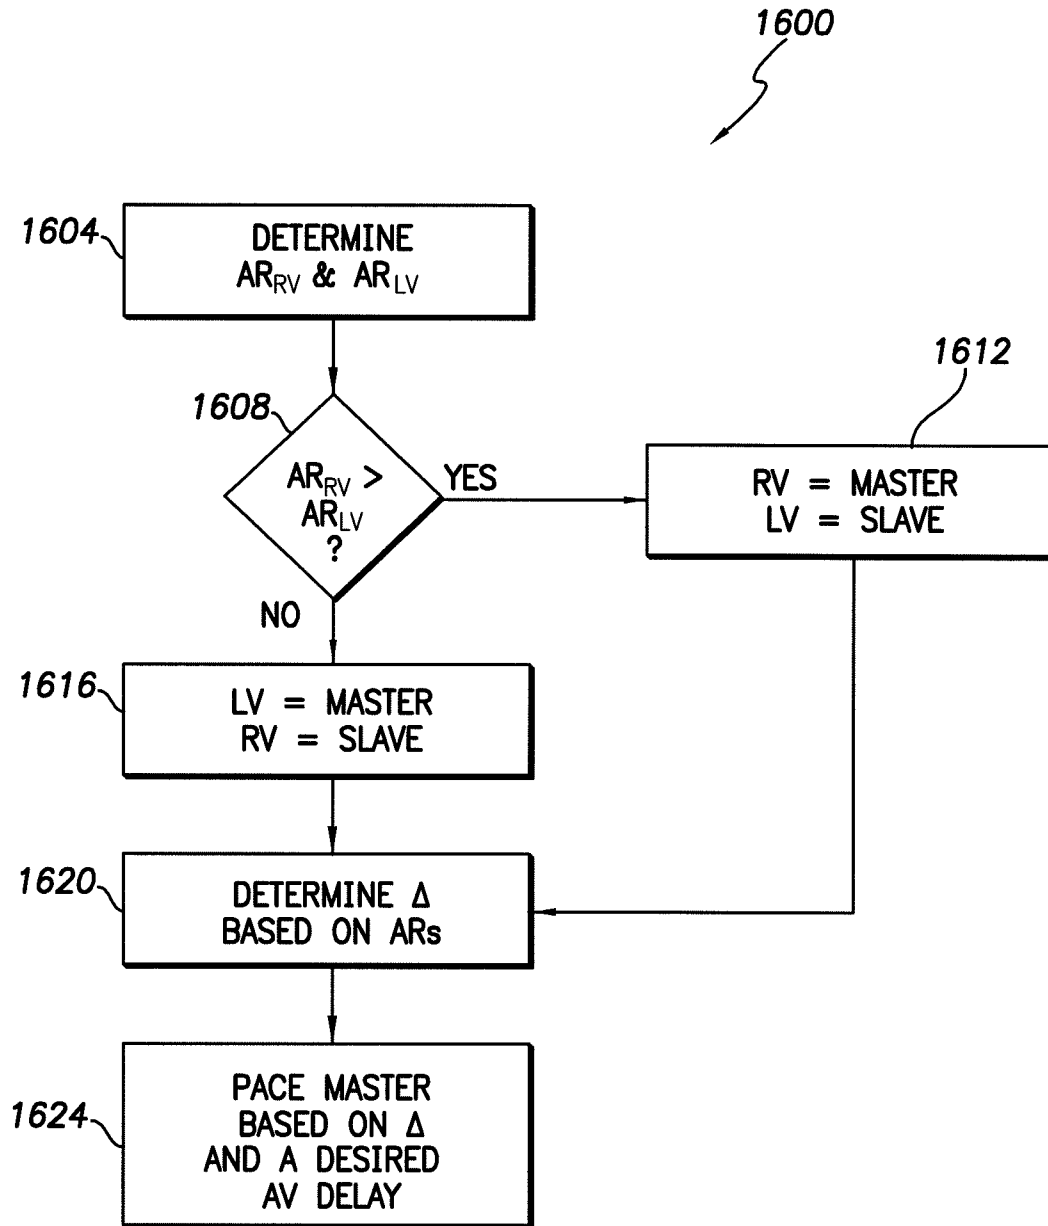 1600
1604
DETERMINE
AR_RV & AR_LV
1608
AR_RV >
AR_LV
?
YES
NO
1612
RV = MASTER
LV = SLAVE
1616
LV = MASTER
RV = SLAVE
1620
DETERMINE Δ
BASED ON ARs
1624
PACE MASTER
BASED ON Δ
AND A DESIRED
AV DELAY